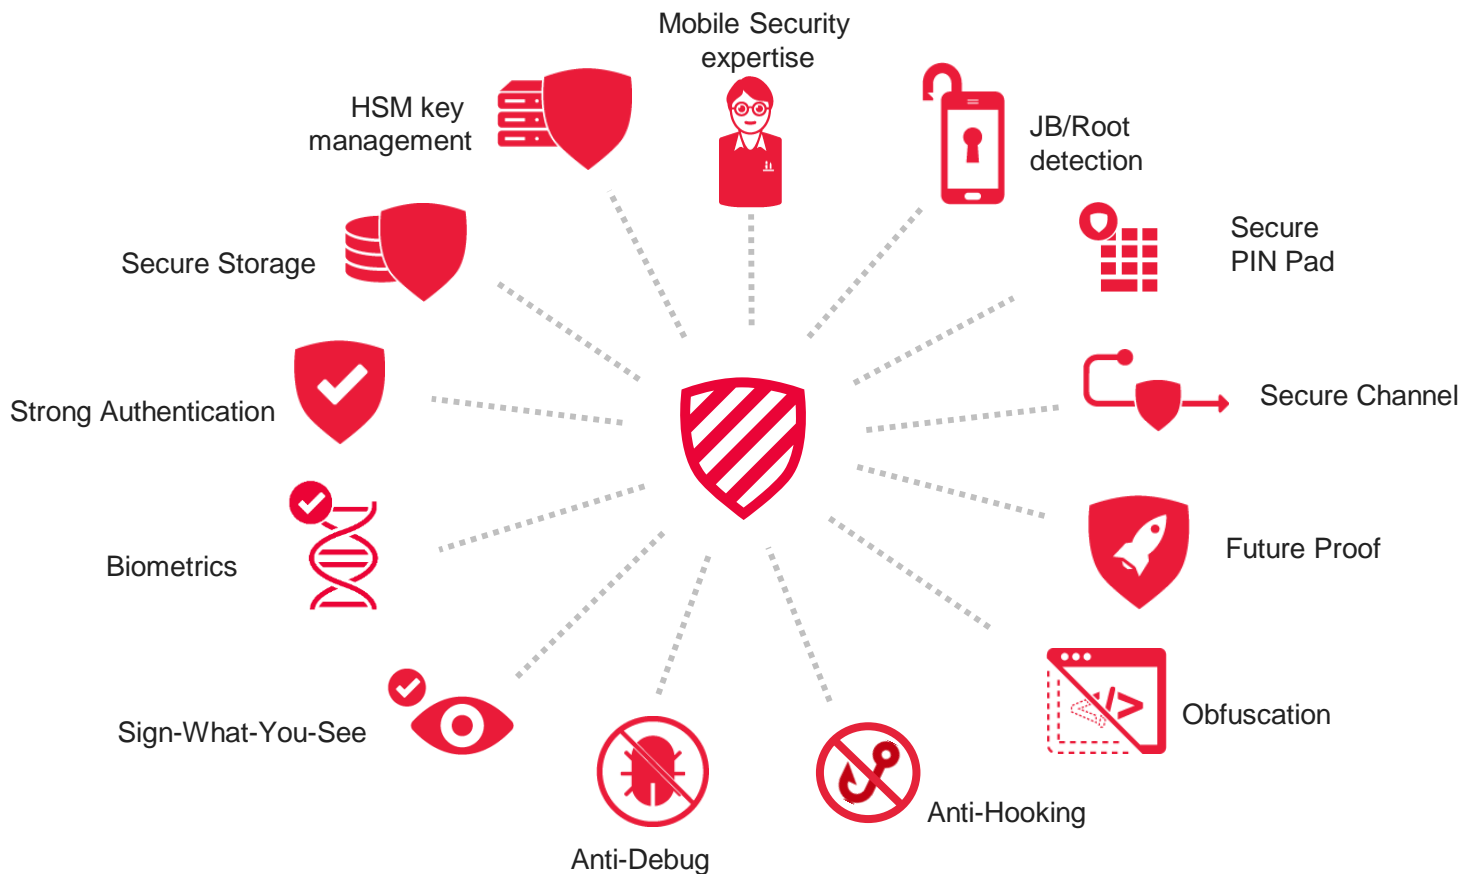 Mobile Security
expertise
HSM key
management
JB/Root
detection
Secure Storage
Secure
PIN Pad
Strong Authentication
Secure Channel
Biometrics
Future Proof
Sign-What-You-See
Obfuscation
</>
Anti-Debug
Anti-Hooking